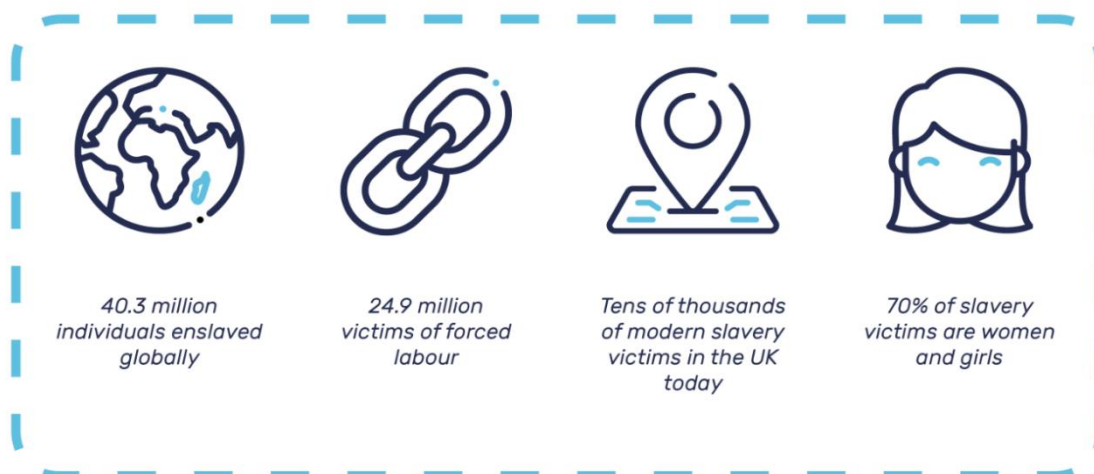 40.3 million
individuals enslaved
globally
24.9 million
victims of forced
labour
Tens of thousands
of modern slavery
victims in the UK
today
70% of slavery
victims are women
and girls